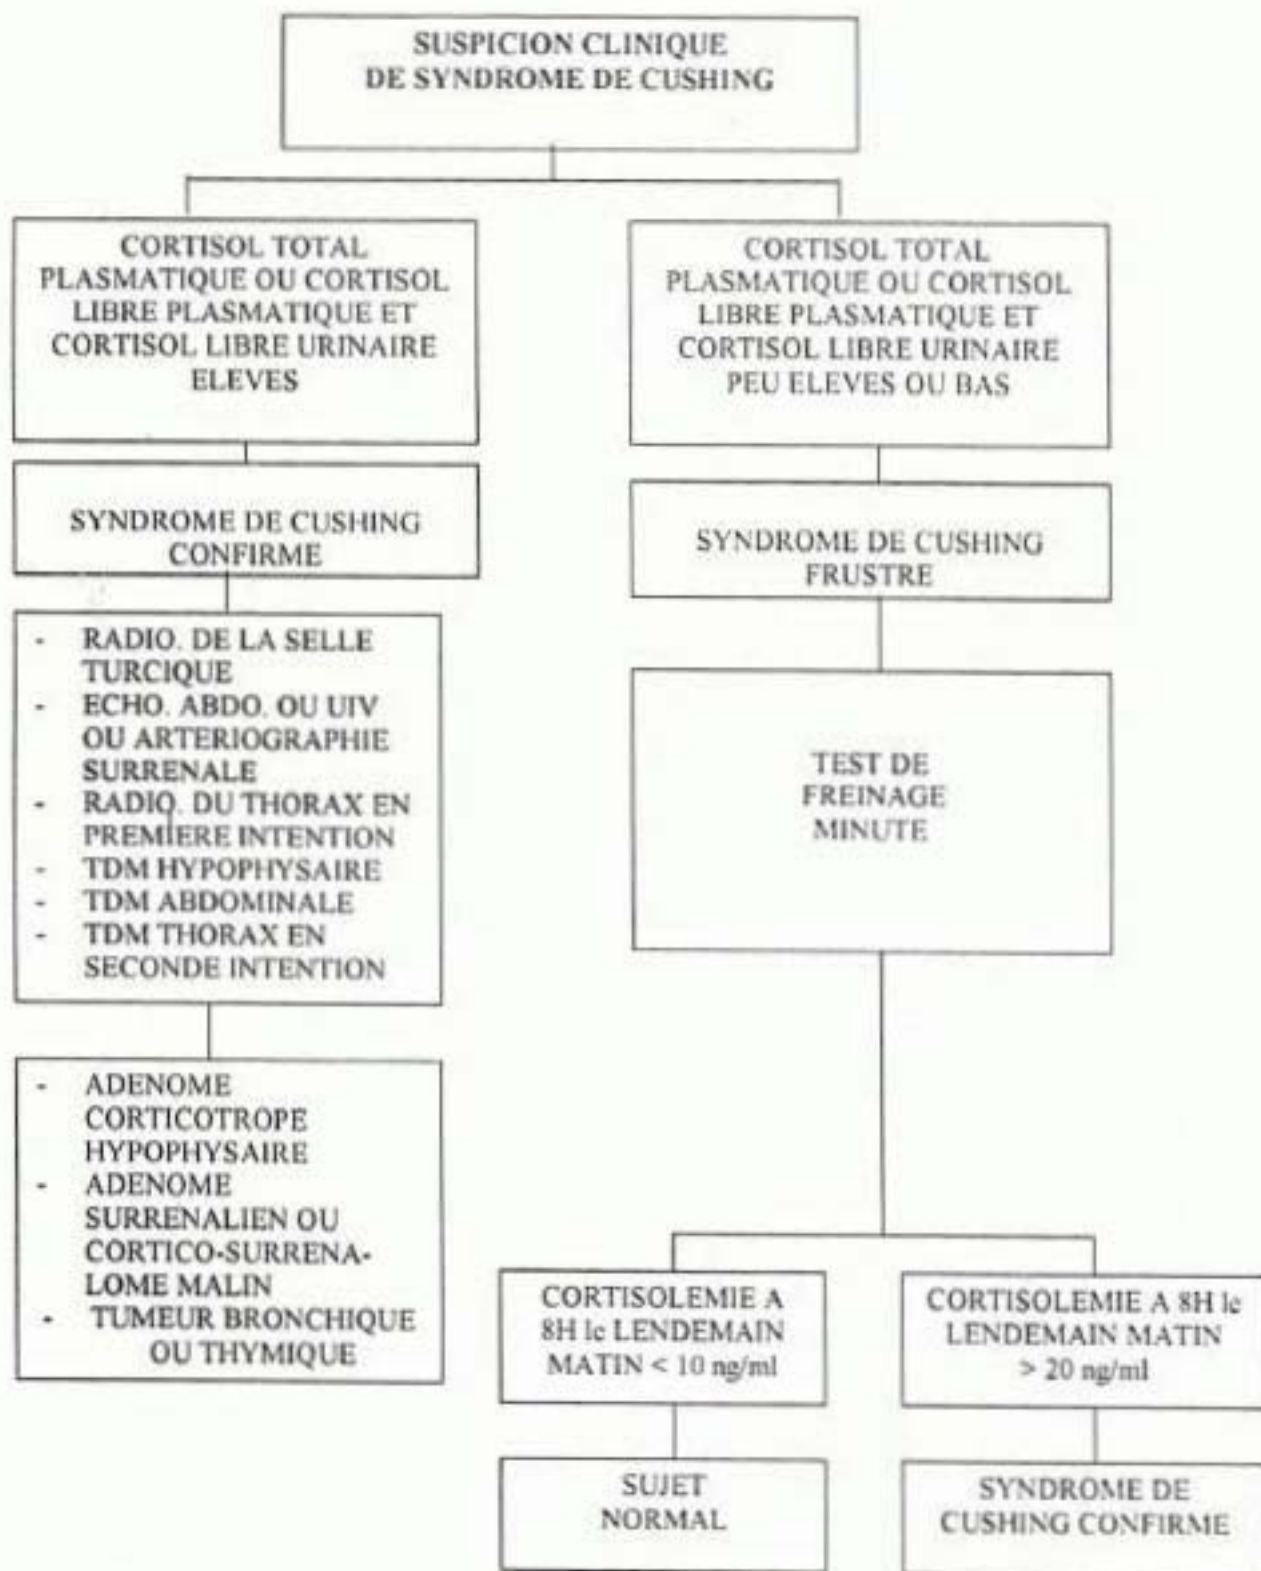 SUSPICION CLINIQUE
DE SYNDROME DE CUSHING
CORTISOL TOTAL
PLASMATIQUE OU CORTISOL
LIBRE PLASMATIQUE ET
CORTISOL LIBRE URINAIRE
ELEVES
SYNDROME DE CUSHING
CONFIRME
- RADIO. DE LA SELLE
TURCIQUE
- ECHO. ABDO. OU UIV
OU ARTERIOGRAPHIE
SURRENALE
- RADIO. DU THORAX EN
PREMIERE INTENTION
- TDM HYPOPHYSAIRE
- TDM ABDOMINALE
- TDM THORAX EN
SECONDE INTENTION
- ADENOME
CORTICOTROPE
HYPOPHYSAIRE
- ADENOME
SURRENALIEN OU
CORTICO-SURRENA-
LOME MALIN
- TUMEUR BRONCHIQUE
OU THYMIQUE
CORTISOL TOTAL
PLASMATIQUE OU CORTISOL
LIBRE PLASMATIQUE ET
CORTISOL LIBRE URINAIRE
PEU ELEVES OU BAS
SYNDROME DE CUSHING
FRUSTRE
TEST DE
FREINAGE
MINUTE
CORTISOLEMIE A
8H le LENDEMAIN
MATIN < 10 ng/ml
SUJET
NORMAL
CORTISOLEMIE A 8H le
LENDEMAIN MATIN
> 20 ng/ml
SYNDROME DE
CUSHING CONFIRME